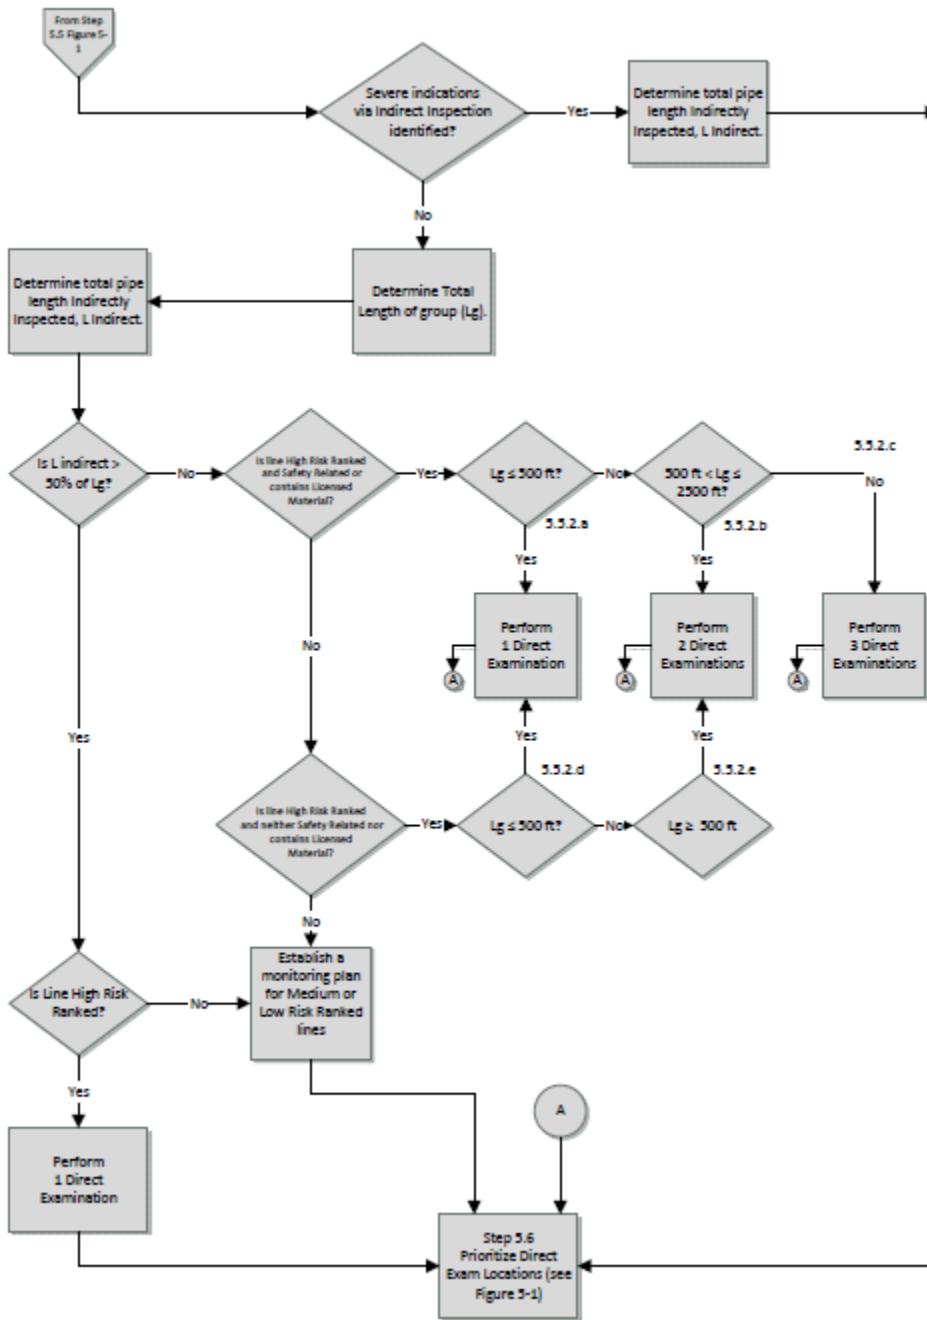 From Step
5.5 Figure 5-
1
Severe indications
via Indirect Inspection
identified?
Yes
Determine total pipe
length Indirectly
Inspected, L Indirect.
No
Determine total pipe
length Indirectly
Inspected, L Indirect.
Determine Total
Length of group (Lg).
Is L indirect >
50% of Lg?
No
Is line High Risk Ranked
and Safety Related or
contains Licensed
Material?
Yes
Lg ≤ 500 ft?
No
500 ft < Lg ≤
2500 ft?
5.5.2.c
No
5.5.2.a
5.5.2.b
Yes
Yes
Perform
1 Direct
Examination
A
Perform
2 Direct
Examinations
A
Perform
3 Direct
Examinations
A
No
Yes
Yes
Yes
5.5.2.d
5.5.2.e
Is line High Risk Ranked
and neither Safety Related nor
contains Licensed
Material?
Yes
Lg ≤ 500 ft?
No
Lg ≥ 500 ft
No
Is Line High Risk
Ranked?
No
Establish a
monitoring plan
for Medium or
Low Risk Ranked
lines
Yes
Perform
1 Direct
Examination
A
Step 5.6
Prioritize Direct
Exam Locations (see
Figure 5-1)